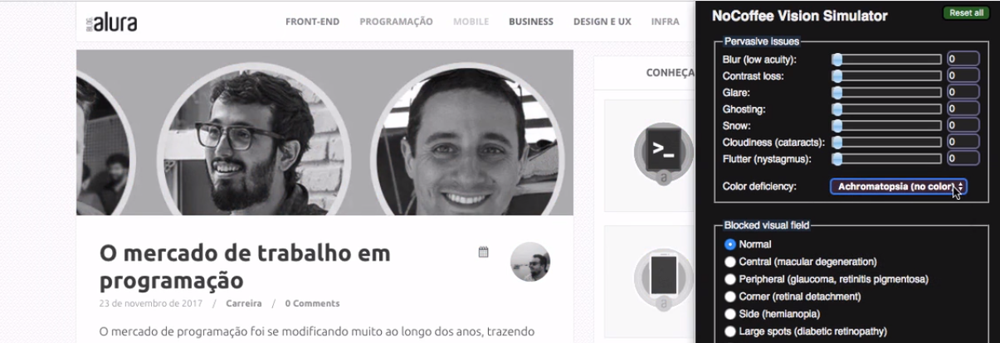 BLOG alura
FRONT-END PROGRAMAÇÃO MOBILE BUSINESS DESIGN E UX INFRA
CONHEÇA
>_
a
a
O mercado de trabalho em
programação
23 de novembro de 2017 / Carreira / 0 Comments
O mercado de programação foi se modificando muito ao longo dos anos, trazendo
NoCoffee Vision Simulator
Reset all
Pervasive issues
Blur (low acuity): 0
Contrast loss: 0
Glare: 0
Ghosting: 0
Snow: 0
Cloudiness (cataracts): 0
Flutter (nystagmus): 0
Color deficiency: Achromatopsia (no color)
Blocked visual field
Normal
Central (macular degeneration)
Peripheral (glaucoma, retinitis pigmentosa)
Corner (retinal detachment)
Side (hemianopia)
Large spots (diabetic retinopathy)